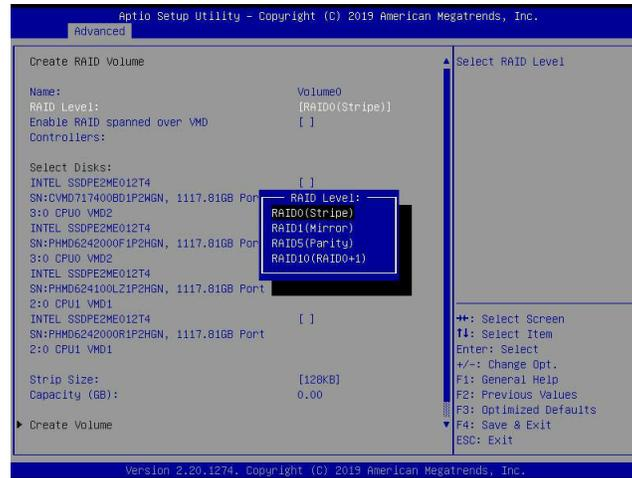 Aptio Setup Utility – Copyright (C) 2019 American Megatrends, Inc.
Advanced
Create RAID Volume
Select RAID Level
Name: Volume0
RAID Level: [RAID0(Stripe)]
Enable RAID spanned over VMD [ ]
Controllers:
Select Disks:
INTEL SSDPE2ME012T4 [ ]
SN:CVMD717400BD1P2WGN, 1117.81GB Por
3:0 CPU0 VMD2
INTEL SSDPE2ME012T4
SN:PHMD6242000F1P2HGN, 1117.81GB Por
3:0 CPU0 VMD2
INTEL SSDPE2ME012T4
SN:PHMD624100LZ1P2HGN, 1117.81GB Port
2:0 CPU1 VMD1
INTEL SSDPE2ME012T4 [ ]
SN:PHMD6242000R1P2HGN, 1117.81GB Port
2:0 CPU1 VMD1
RAID Level:
RAID0(Stripe)
RAID1(Mirror)
RAID5(Parity)
RAID10(RAID0+1)
Strip Size: [128KB]
Capacity (GB): 0.00
Create Volume
→←: Select Screen
↑↓: Select Item
Enter: Select
+/-: Change Opt.
F1: General Help
F2: Previous Values
F3: Optimized Defaults
F4: Save & Exit
ESC: Exit
Version 2.20.1274. Copyright (C) 2019 American Megatrends, Inc.